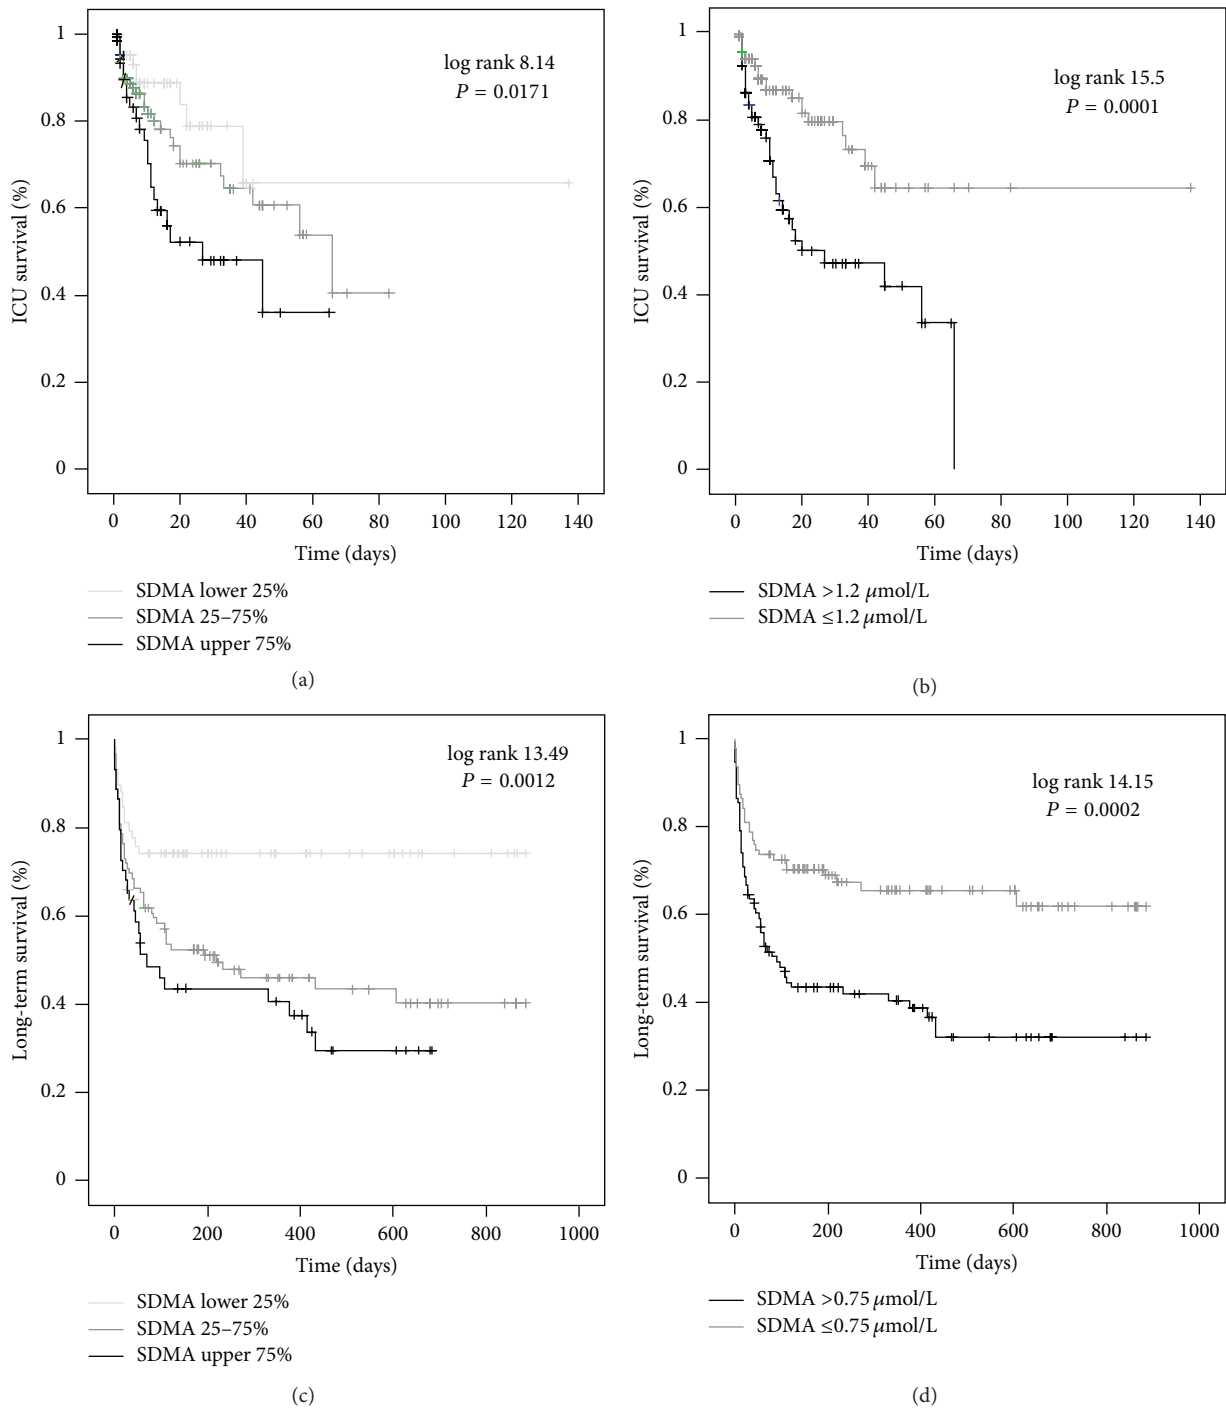 1
0.8
0.6
0.4
0.2
0
ICU survival (%)
log rank 8.14
P = 0.0171
0 20 40 60 80 100 120 140
Time (days)
SDMA lower 25%
SDMA 25–75%
SDMA upper 75%
(a)
1
0.8
0.6
0.4
0.2
0
ICU survival (%)
log rank 15.5
P = 0.0001
0 20 40 60 80 100 120 140
Time (days)
SDMA >1.2 μmol/L
SDMA ≤1.2 μmol/L
(b)
1
0.8
0.6
0.4
0.2
0
Long-term survival (%)
log rank 13.49
P = 0.0012
0 200 400 600 800 1000
Time (days)
SDMA lower 25%
SDMA 25–75%
SDMA upper 75%
(c)
1
0.8
0.6
0.4
0.2
0
Long-term survival (%)
log rank 14.15
P = 0.0002
0 200 400 600 800 1000
Time (days)
SDMA >0.75 μmol/L
SDMA ≤0.75 μmol/L
(d)